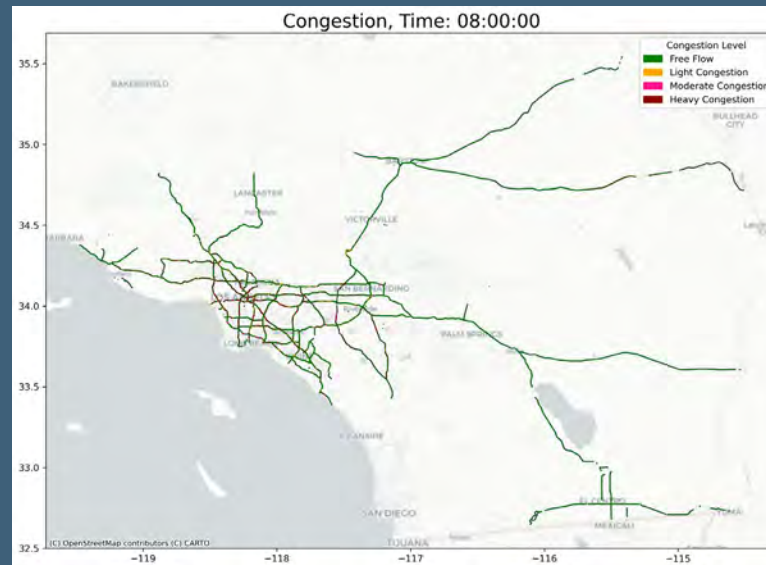 Congestion, Time: 08:00:00
Congestion Level
Free Flow
Light Congestion
Moderate Congestion
Heavy Congestion
35.5
35.0
34.5
34.0
33.5
33.0
32.5
BAKERSFIELD
BULLHEAD
CITY
LANCASTER
VICTORVILLE
SAN BERNARDINO
PALM SPRINGS
SAN DIEGO
EL CENTRO
MEXICALI
YUMA
TIJUANA
(C) OpenStreetMap contributors (C) CARTO
-119
-118
-117
-116
-115